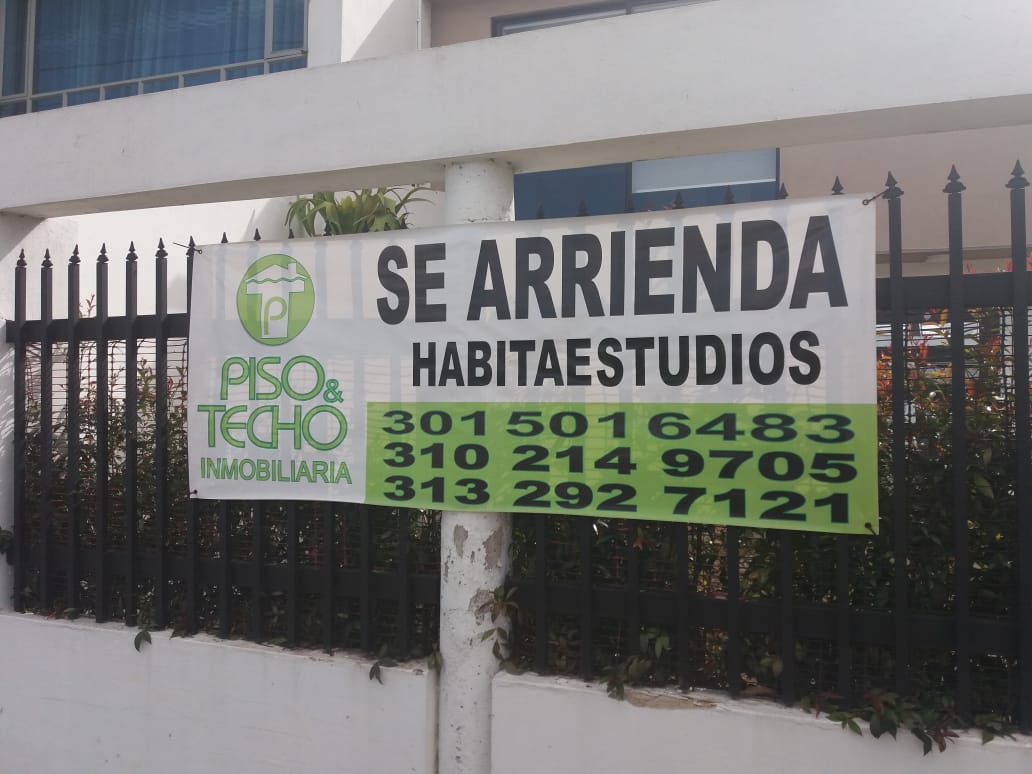 P
PISO&
TECHO
INMOBILIARIA
SE ARRIENDA
HABITAESTUDIOS
301 501 6483
310 214 9705
313 292 7121